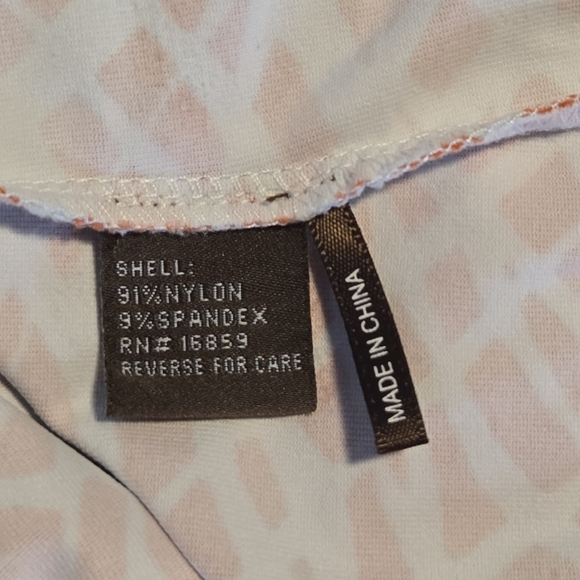 SHELL:
91%NYLON
9%SPANDEX
RN# 16859
REVERSE FOR CARE
MADE IN CHINA